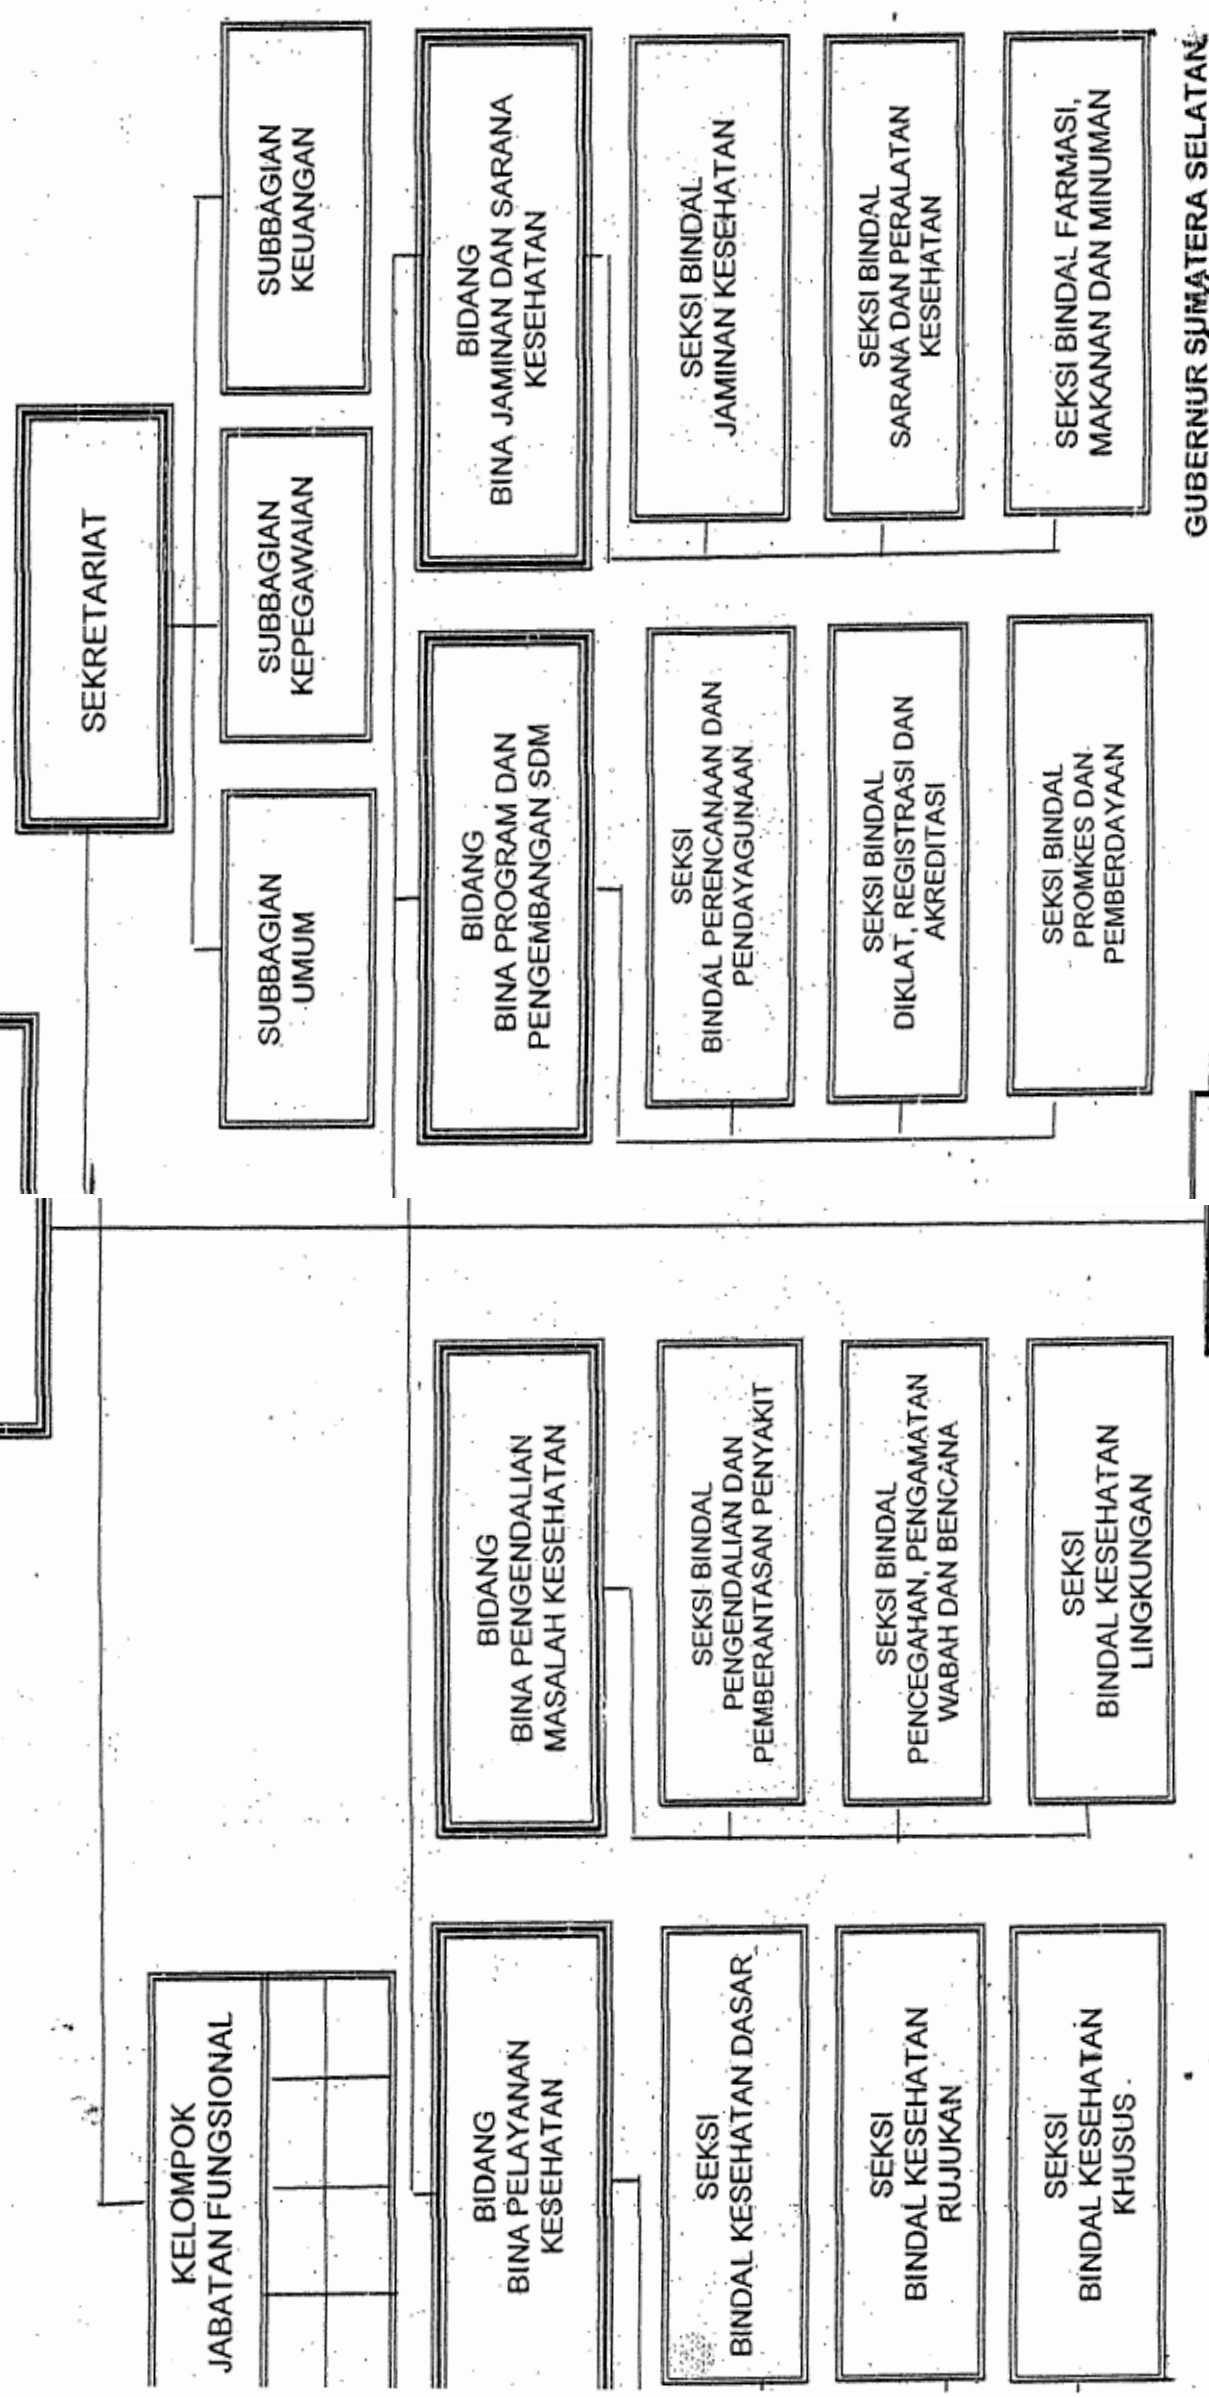 SEKRETARIAT
SUBBAGIAN
UMUM
SUBBAGIAN
KEPEGAWAIAN
SUBBAGIAN
KEUANGAN
KELOMPOK
JABATAN FUNGSIONAL
BIDANG
BINA PELAYANAN
KESEHATAN
BIDANG
BINA PENGENDALIAN
MASALAH KESEHATAN
BIDANG
BINA PROGRAM DAN
PENGEMBANGAN SDM
BIDANG
BINA JAMINAN DAN SARANA
KESEHATAN
SEKSI
BINDAL KESEHATAN DASAR
SEKSI BINDAL
PENGENDALIAN DAN
PEMBERANTASAN PENYAKIT
SEKSI
BINDAL PERENCANAAN DAN
PENDAYAGUNAAN
SEKSI BINDAL
JAMINAN KESEHATAN
SEKSI
BINDAL KESEHATAN
RUJUKAN
SEKSI BINDAL
PENCEGAHAN, PENGAMATAN
WABAH DAN BENCANA
SEKSI BINDAL
DIKLAT, REGISTRASI DAN
AKREDITASI
SEKSI BINDAL
SARANA DAN PERALATAN
KESEHATAN
SEKSI
BINDAL KESEHATAN
KHUSUS
SEKSI
BINDAL KESEHATAN
LINGKUNGAN
SEKSI BINDAL
PROMKES DAN
PEMBERDAYAAN
SEKSI BINDAL FARMASI,
MAKANAN DAN MINUMAN
GUBERNUR SUMATERA SELATAN